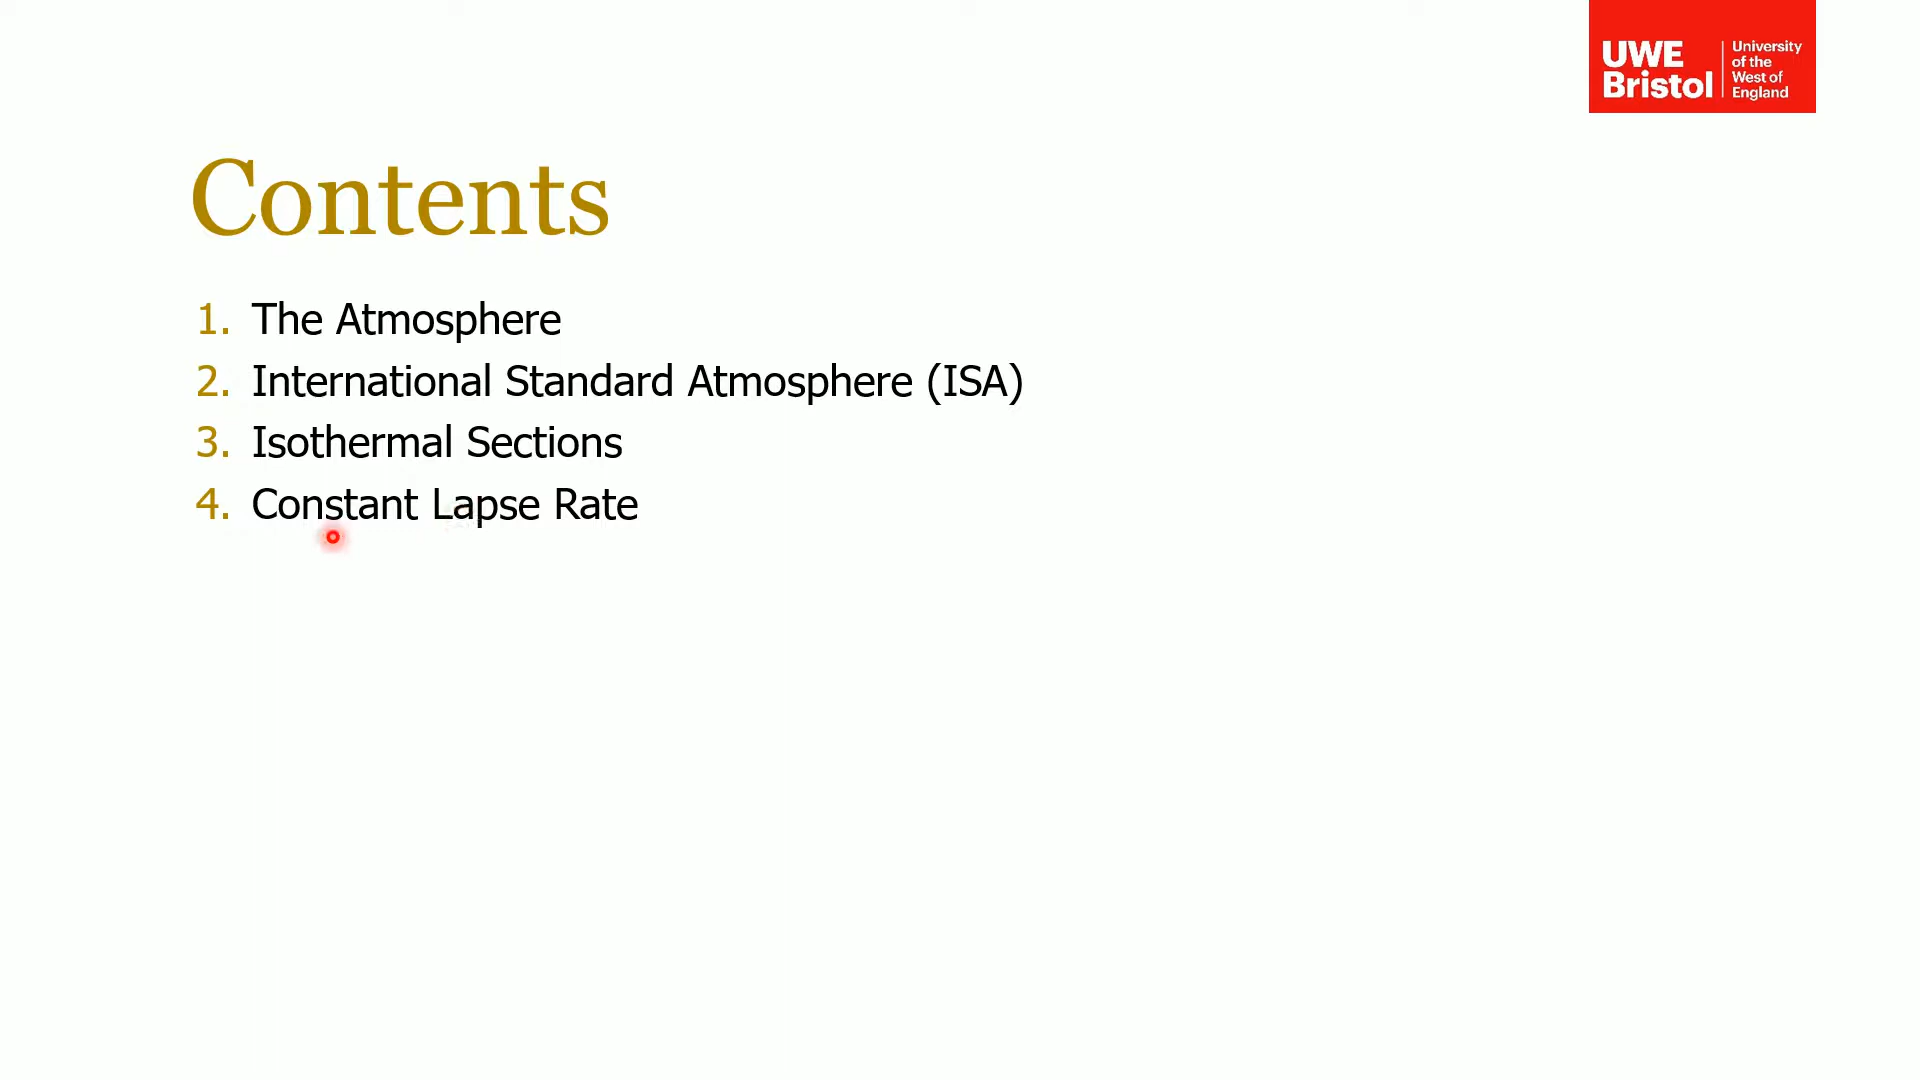 UWE
Bristol
University
of the
West of
England
Contents
1. The Atmosphere
2. International Standard Atmosphere (ISA)
3. Isothermal Sections
4. Constant Lapse Rate